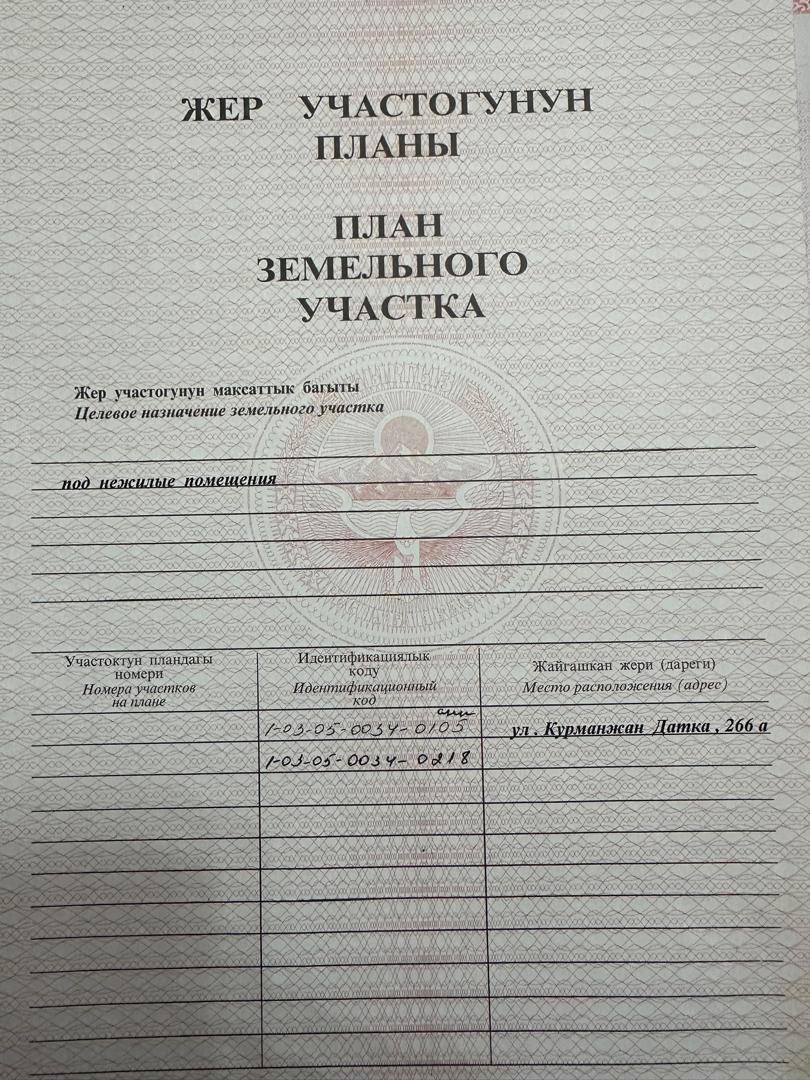 ЖЕР УЧАСТОГУНУН
ПЛАНЫ
ПЛАН
ЗЕМЕЛЬНОГО
УЧАСТКА
Жер участогунун максаттык багыты
Целевое назначение земельного участка
под нежилые помещения
Участоктун пландагы
номери
Номера участков
на плане
Идентификациялык
коду
Идентификационный
код
Жайгашкан жери (дареги)
Место расположения (адрес)
1-03-05-0034-0105
ул . Курманжан Датка , 266 а
1-03-05-0034-0218